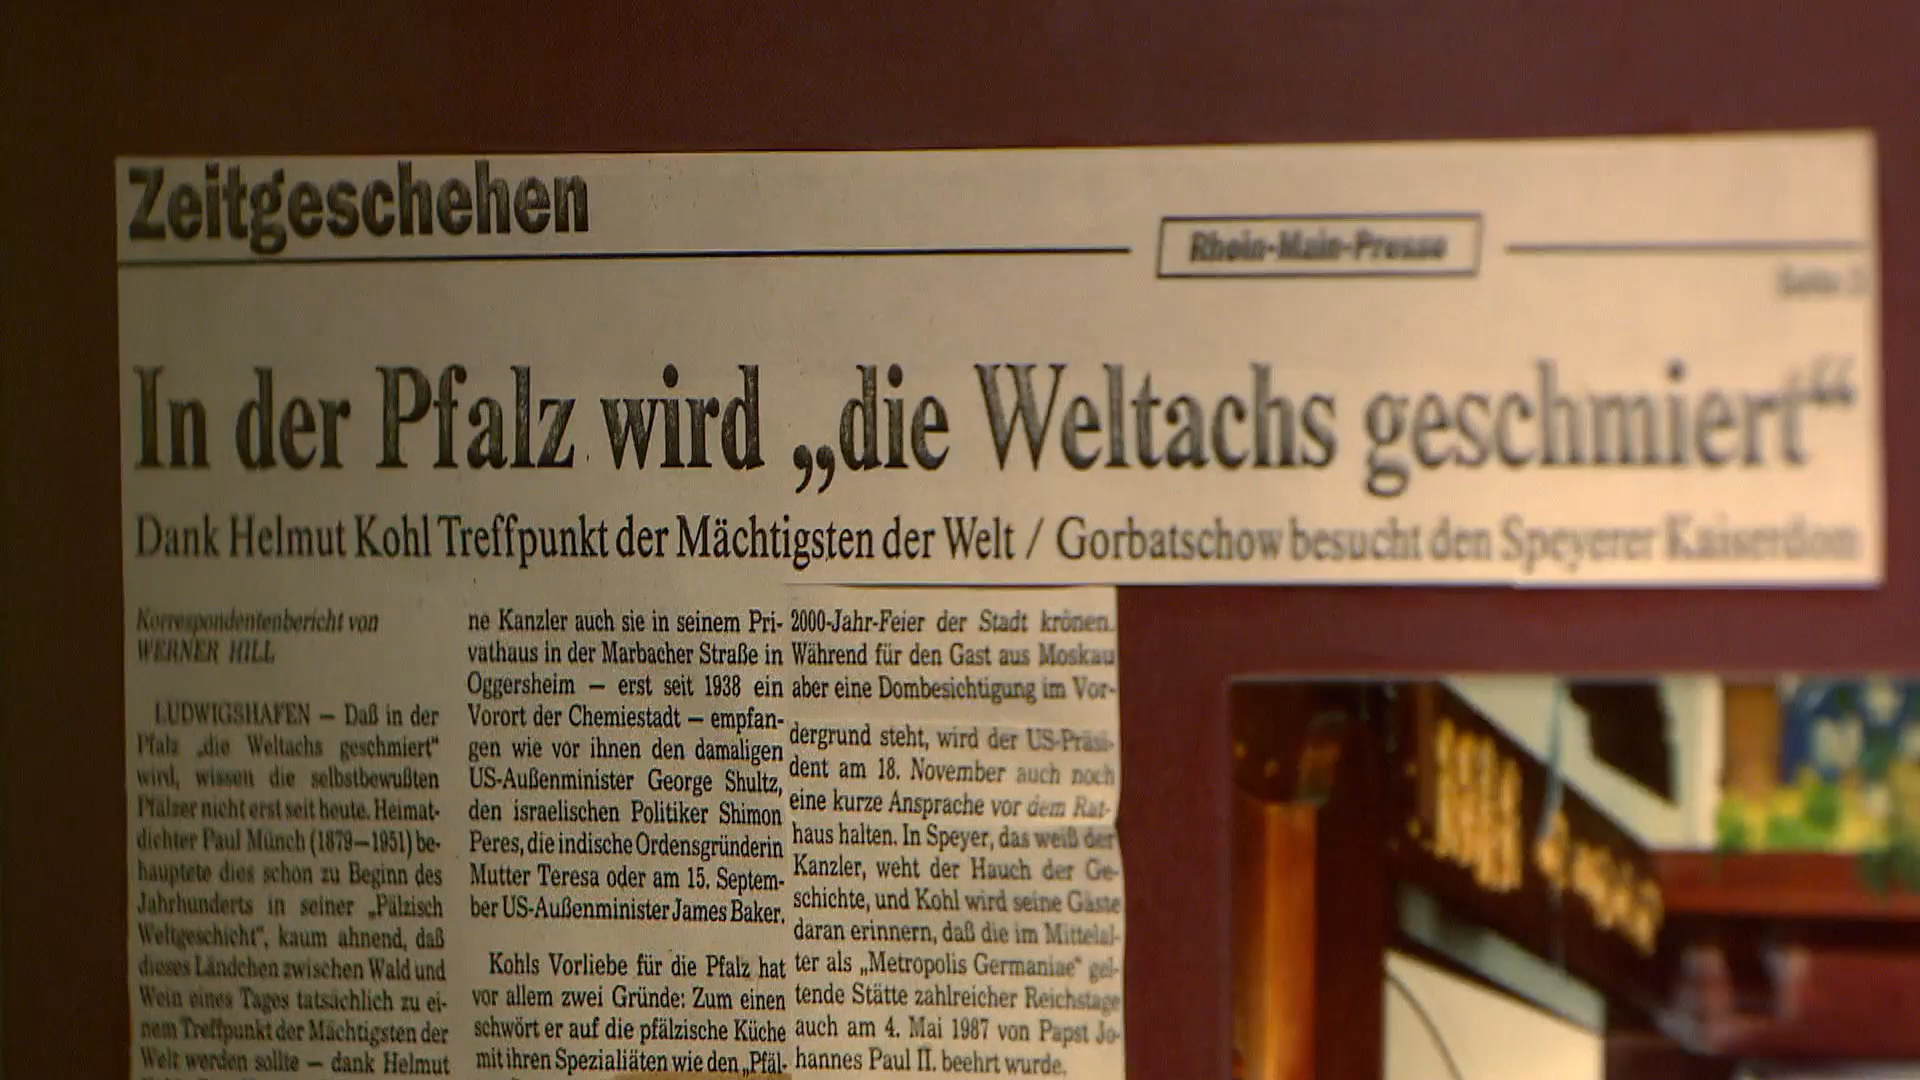 Zeitgeschehen
Rhein-Main-Presse
Seite
In der Pfalz wird „die Weltachs geschmiert“
Dank Helmut Kohl Treffpunkt der Mächtigsten der Welt / Gorbatschow besucht den Speyerer Kaiserdom
Korrespondentenbericht von
WERNER HILL
LUDWIGSHAFEN – Daß in der
Pfalz „die Weltachs geschmiert“
wird, wissen die selbstbewußten
Pfälzer nicht erst seit heute. Heimat-
dichter Paul Münch (1879–1951) be-
hauptete dies schon zu Beginn des
Jahrhunderts in seiner „Pälzisch
Weltgeschicht“, kaum ahnend, daß
dieses Ländchen zwischen Wald und
Wein eines Tages tatsächlich zu ei-
nem Treffpunkt der Mächtigsten der
Welt werden sollte – dank Helmut
ne Kanzler auch sie in seinem Pri-
vathaus in der Marbacher Straße in
Oggersheim – erst seit 1938 ein
Vorort der Chemiestadt – empfan-
gen wie vor ihnen den damaligen
US-Außenminister George Shultz,
den israelischen Politiker Shimon
Peres, die indische Ordensgründerin
Mutter Teresa oder am 15. Septem-
ber US-Außenminister James Baker.
Kohls Vorliebe für die Pfalz hat
vor allem zwei Gründe: Zum einen
schwört er auf die pfälzische Küche
mit ihren Spezialiäten wie den „Pfäl-
2000-Jahr-Feier der Stadt krönen.
Während für den Gast aus Moskau
aber eine Dombesichtigung im Vor-
dergrund steht, wird der US-Präsi-
dent am 18. November auch noch
eine kurze Ansprache vor dem Rat-
haus halten. In Speyer, das weiß der
Kanzler, weht der Hauch der Ge-
schichte, und Kohl wird seine Gäste
daran erinnern, daß die im Mittelal-
ter als „Metropolis Germaniae“ gel-
tende Stätte zahlreicher Reichstage
auch am 4. Mai 1987 von Papst Jo-
hannes Paul II. beehrt wurde.